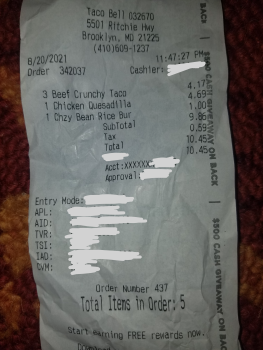 Taco Bell 032670
5501 Ritchie Hwy
Brooklyn, MD 21225
(410)609-1237
8/20/2021 11:47:27 PM
Order 342037 Cashier:
3 Beef Crunchy Taco 4.17
1 Chicken Quesadilla 4.69
1 Chzy Bean Rice Bur 1.00
SubTotal 9.86
Tax 0.59
Total 10.45
10.45
Acct:XXXXXX
Approval:
Entry Mode:
APL:
AID:
TVR:
TSI:
IAD:
CVM:
Order Number 437
Total Items in Order: 5
Start earning FREE rewards now.
BACK
$500 CASH GIVEAWAY ON BACK
$500 CASH GIVEAWAY ON BACK